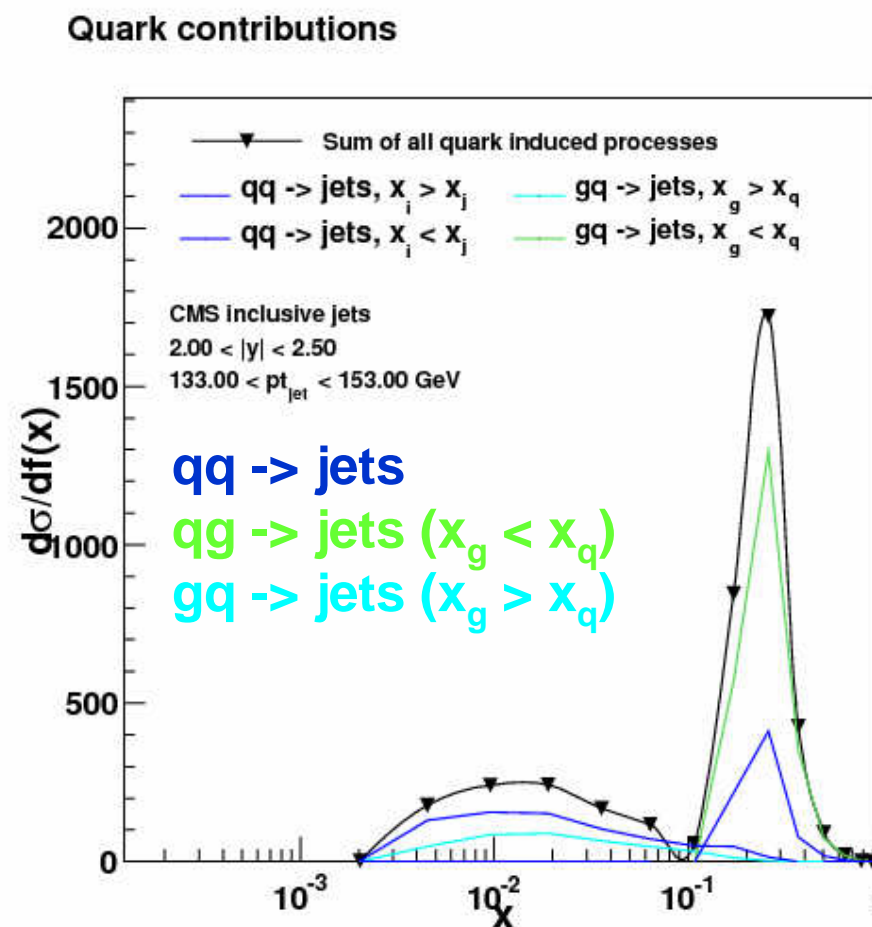 Quark contributions
Sum of all quark induced processes
qq -> jets, x_i > x_j
gq -> jets, x_g > x_q
qq -> jets, x_i < x_j
gq -> jets, x_g < x_q
2000
CMS inclusive jets
2.00 < |y| < 2.50
133.00 < pt_jet < 153.00 GeV
1500
dσ/df(x)
qq -> jets
qg -> jets (x_g < x_q)
1000
gq -> jets (x_g > x_q)
500
0
10^-3
10^-2
10^-1
x